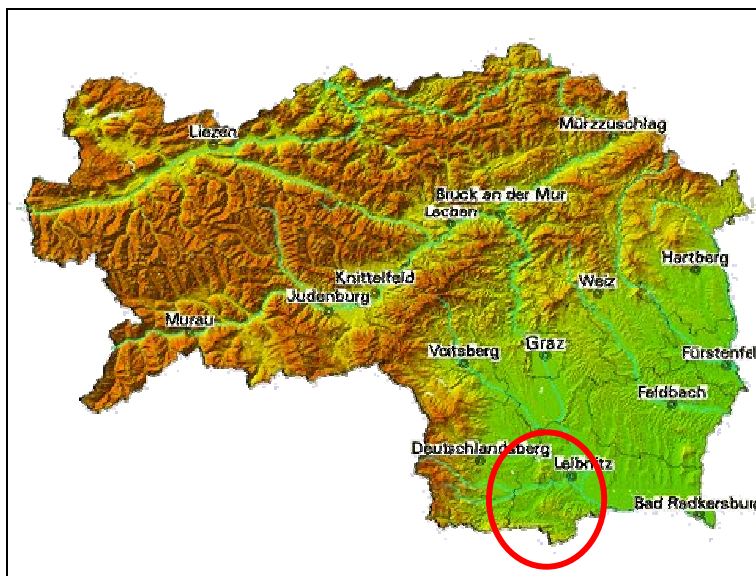 Mürzzuschlag
Liezen
Bruck an der Mur
Leoben
Hartberg
Knittelfeld
Weiz
Judenburg
Murau
Graz
Voitsberg
Fürstenfel
Feldbach
Deutschlandsberg
Leibnitz
Bad Radkersburg